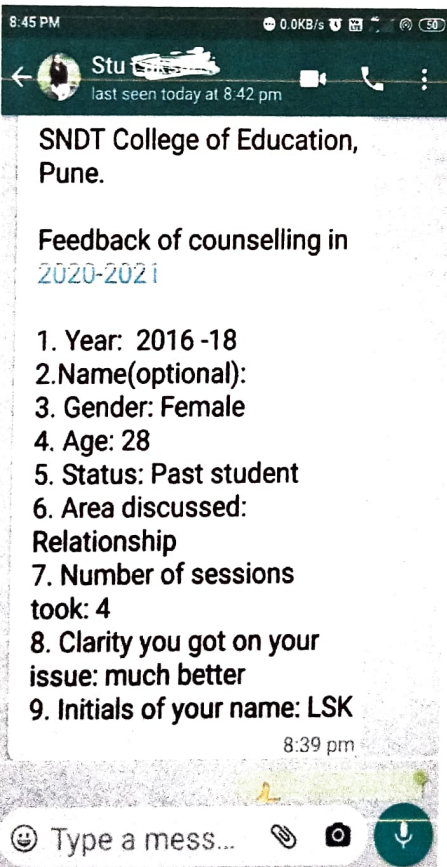 8:45 PM 0.0KB/s 50
Stu
last seen today at 8:42 pm
SNDT College of Education,
Pune.
Feedback of counselling in
2020-2021
1. Year: 2016 -18
2.Name(optional):
3. Gender: Female
4. Age: 28
5. Status: Past student
6. Area discussed:
Relationship
7. Number of sessions
took: 4
8. Clarity you got on your
issue: much better
9. Initials of your name: LSK
8:39 pm
Type a mess...